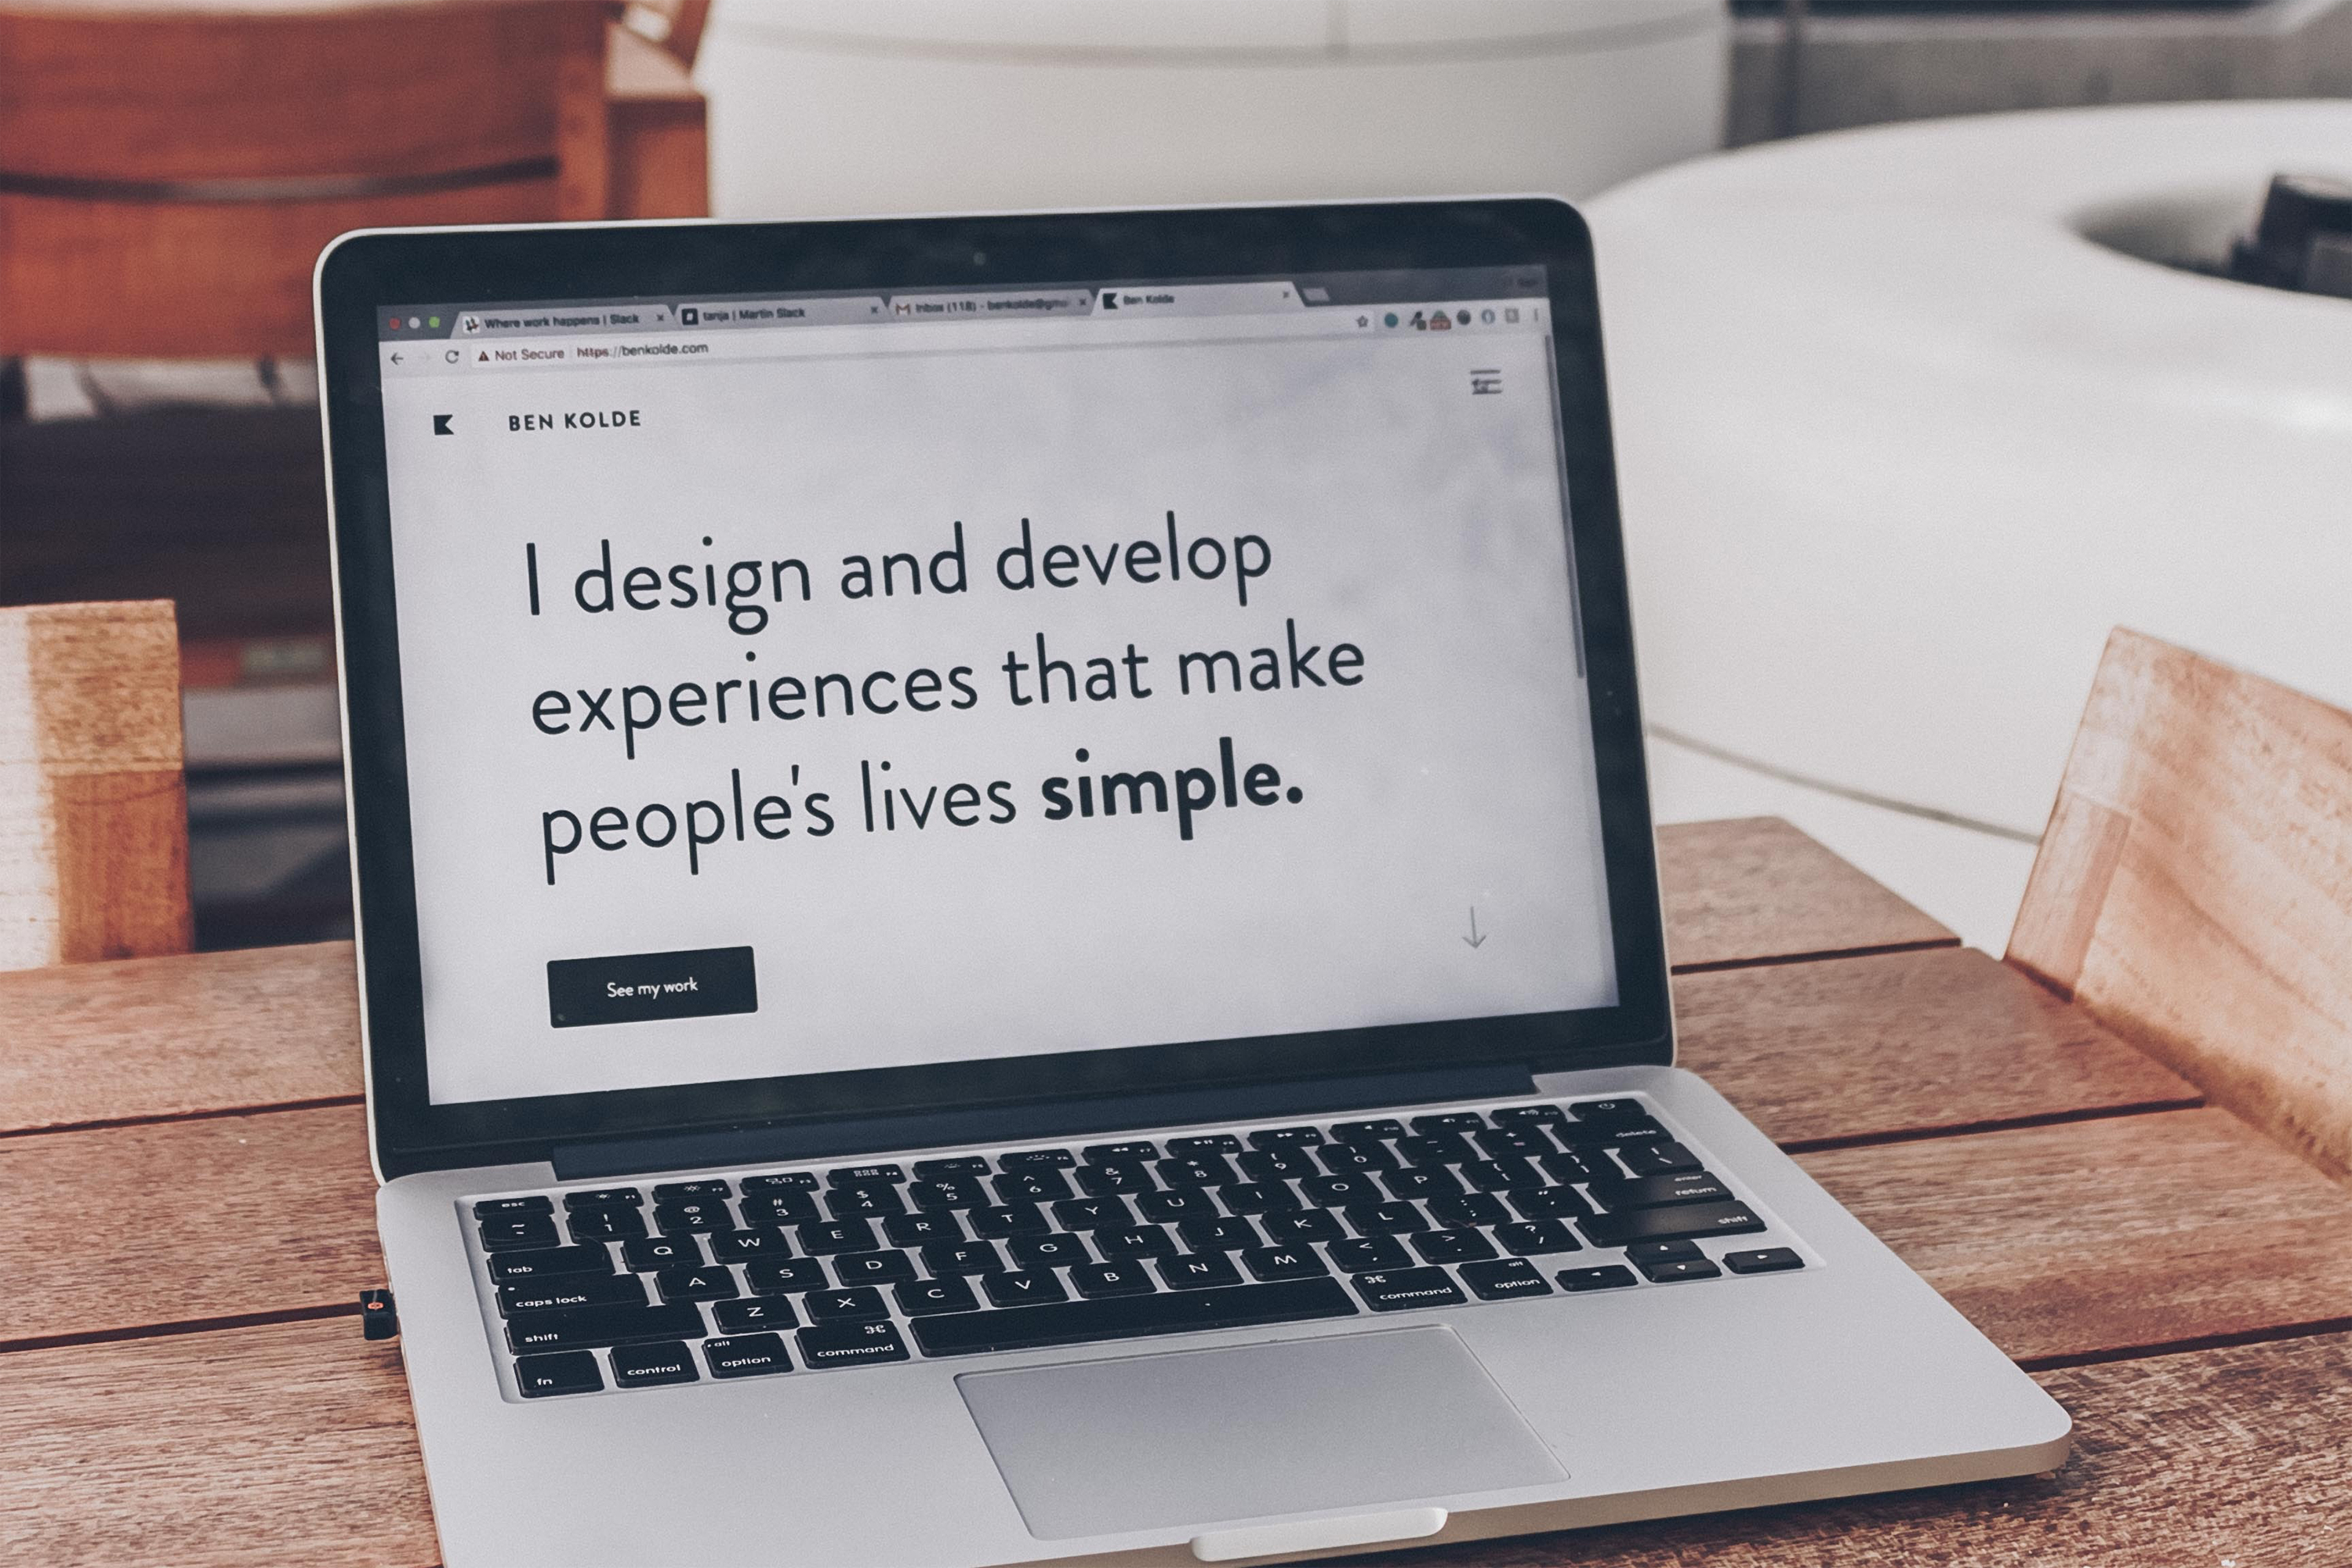 Where work happens | Slack
tanja | Martin Slack
Inbox (118) - benkolde@gma
Ben Kolde
Not Secure
https://benkolde.com
BEN KOLDE
I design and develop
experiences that make
people's lives simple.
See my work
esc
~ ! 1 @ 2 # 3 $ 4 % 5 ^ 6 & 7 * 8 ( 9 ) 0 - + delete
tab Q W E R T Y U I O P { } | \
caps lock A S D F G H J K L : ; " ' enter return
shift Z X C V B N M < , > . ? / shift
fn control alt option ⌘ command ⌘ command alt option